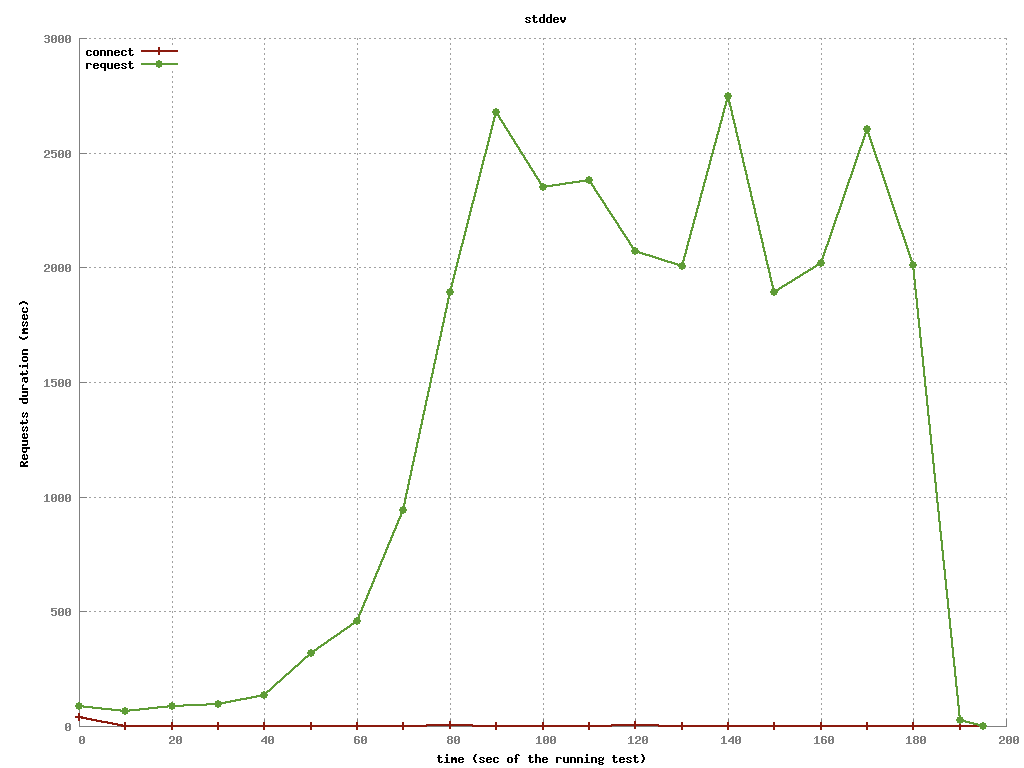 stddev
connect
request
3000
2500
2000
1500
1000
500
0
Requests duration (msec)
0 20 40 60 80 100 120 140 160 180 200
time (sec of the running test)